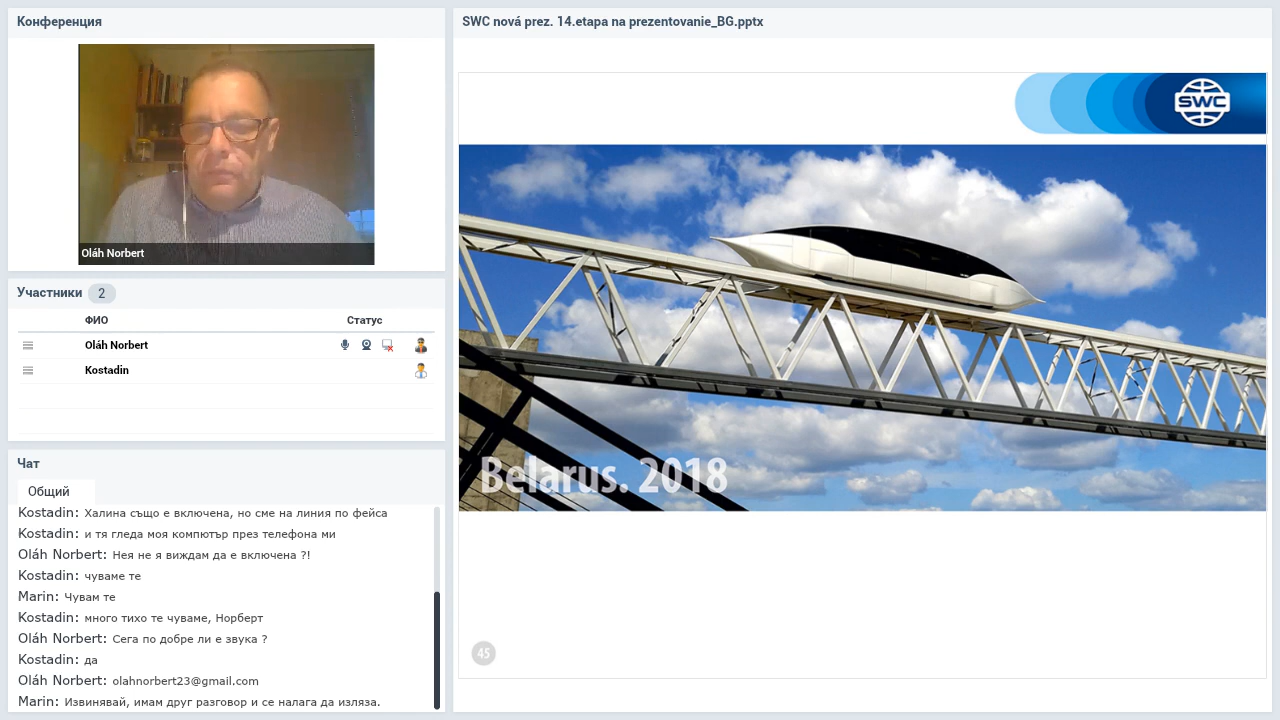 Конференция
Oláh Norbert
Участники 2
ФИО Статус
Oláh Norbert
Kostadin
Чат
Общий
Kostadin: Халина също е включена, но сме на линия по фейса
Kostadin: и тя гледа моя компютър през телефона ми
Oláh Norbert: Нея не я виждам да е включена ?!
Kostadin: чуваме те
Marin: Чувам те
Kostadin: много тихо те чуваме, Норберт
Oláh Norbert: Сега по добре ли е звука ?
Kostadin: да
Oláh Norbert: olahnorbert23@gmail.com
Marin: Извинявай, имам друг разговор и се налага да изляза.
SWC nová prez. 14.etapa na prezentovanie_BG.pptx
SWC
Belarus. 2018
45